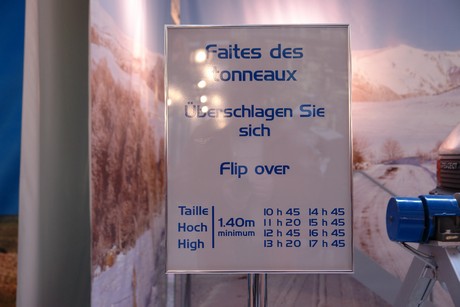 Faites des
tonneaux
Überschlagen Sie
sich
Flip over
Taille
Hoch
High
1.40m
minimum
10 h 45 14 h 45
11 h 20 15 h 45
12 h 45 16 h 45
13 h 20 17 h 45